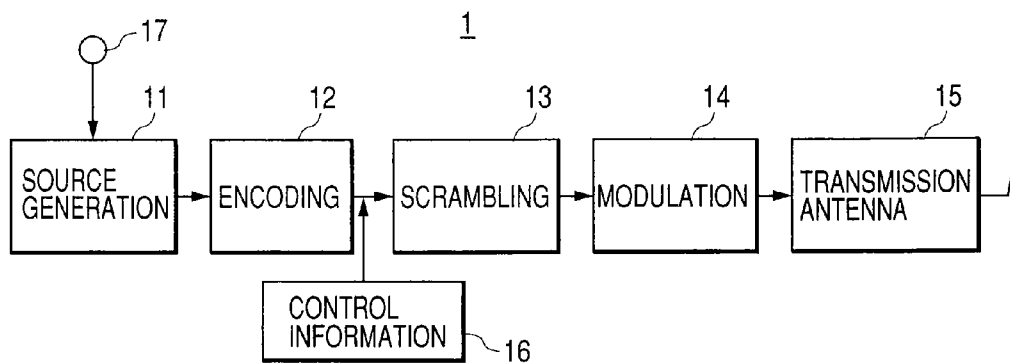 1
17
11
12
13
14
15
SOURCE
GENERATION
ENCODING
SCRAMBLING
MODULATION
TRANSMISSION
ANTENNA
CONTROL
INFORMATION
16